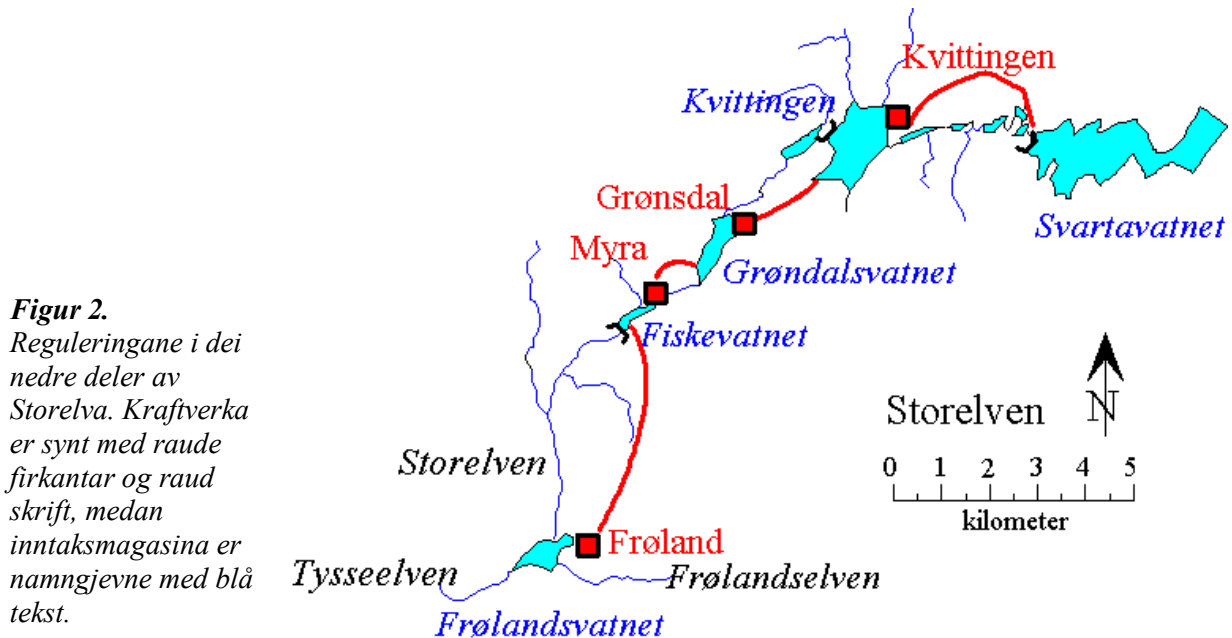 Figur 2.
Reguleringane i dei
nedre deler av
Storelva. Kraftverka
er synt med raude
firkantar og raud
skrift, medan
inntaksmagasina er
namngjevne med blå
tekst.
Kvittingen
Kvittingen
Grønsdal
Svartavatnet
Myra
Grøndalsvatnet
Fiskevatnet
Storelven
N
0 1 2 3 4 5
kilometer
Storelven
Frøland
Tysseelven
Frølandselven
Frølandsvatnet